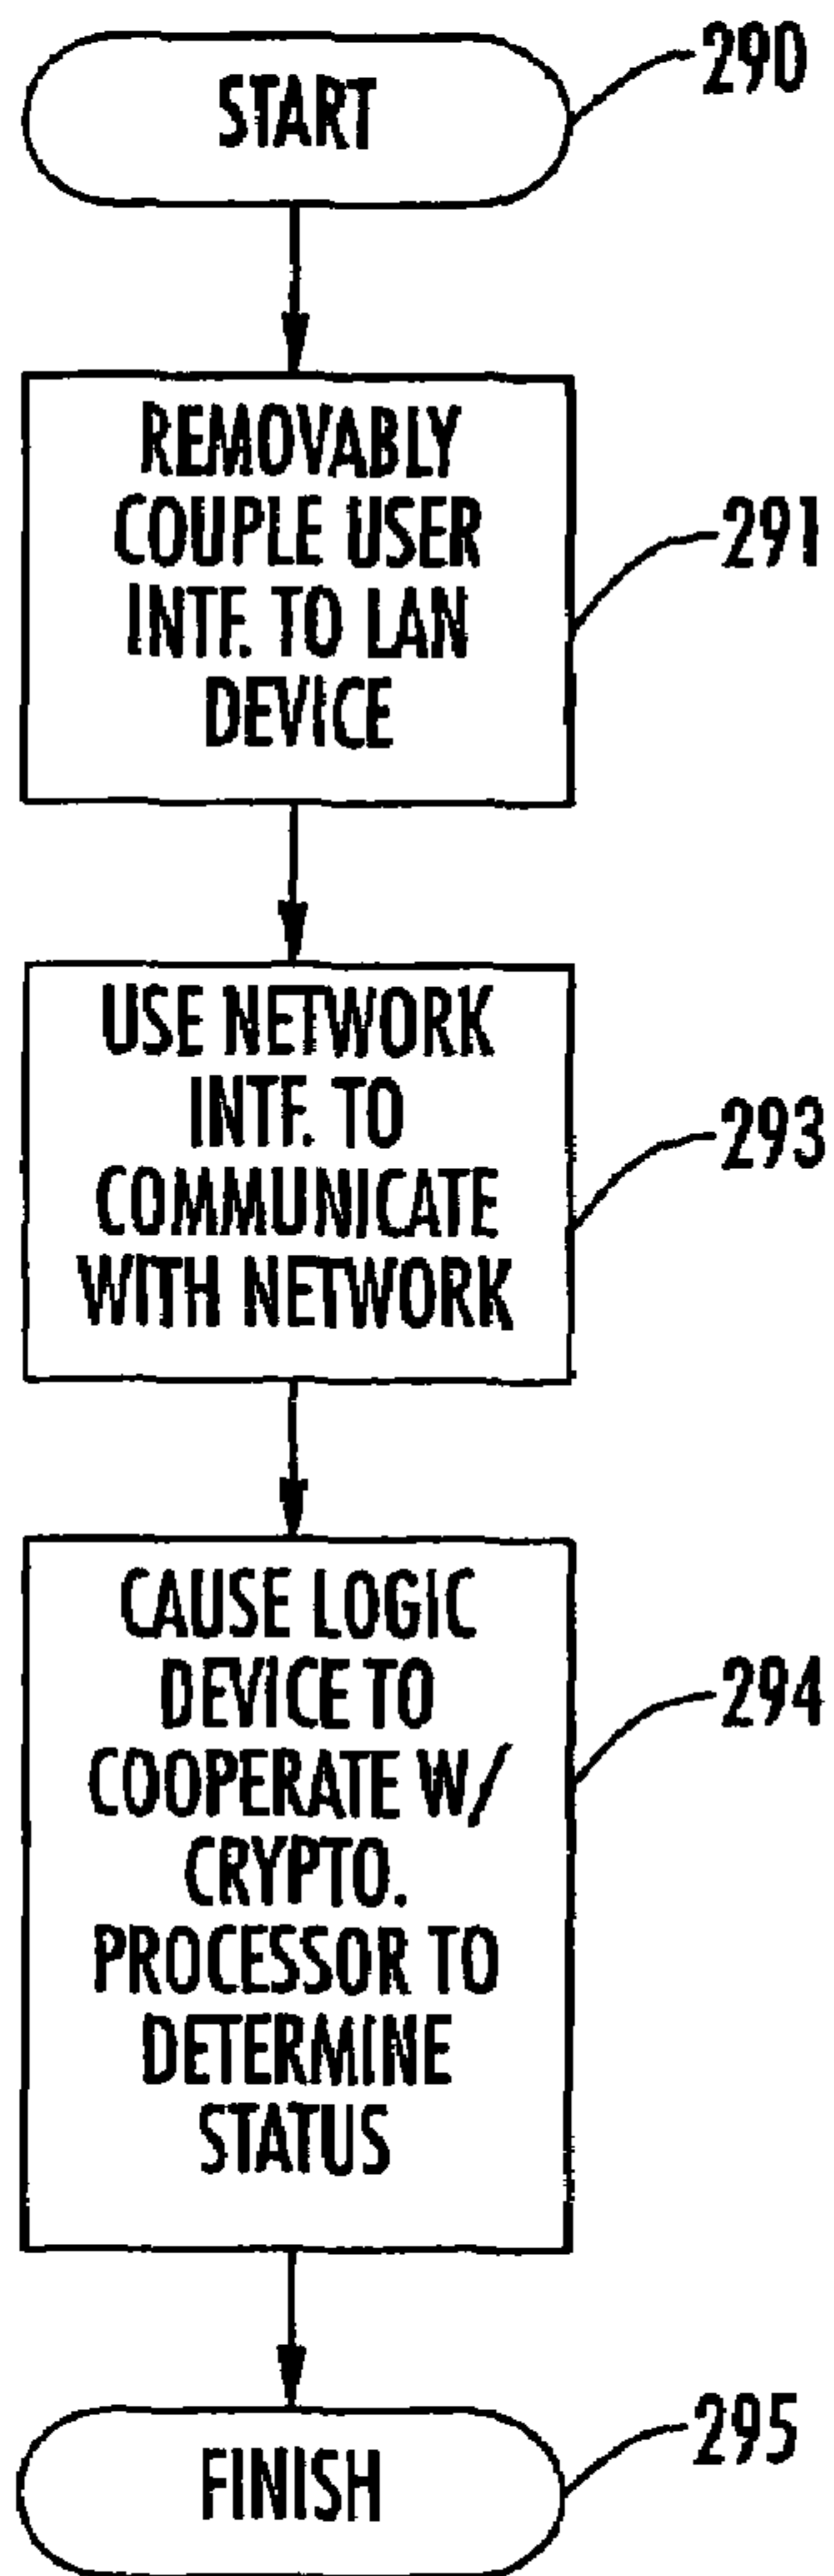 START
290
REMOVABLY
COUPLE USER
INTF. TO LAN
DEVICE
291
USE NETWORK
INTF. TO
COMMUNICATE
WITH NETWORK
293
CAUSE LOGIC
DEVICE TO
COOPERATE W/
CRYPTO.
PROCESSOR TO
DETERMINE
STATUS
294
FINISH
295